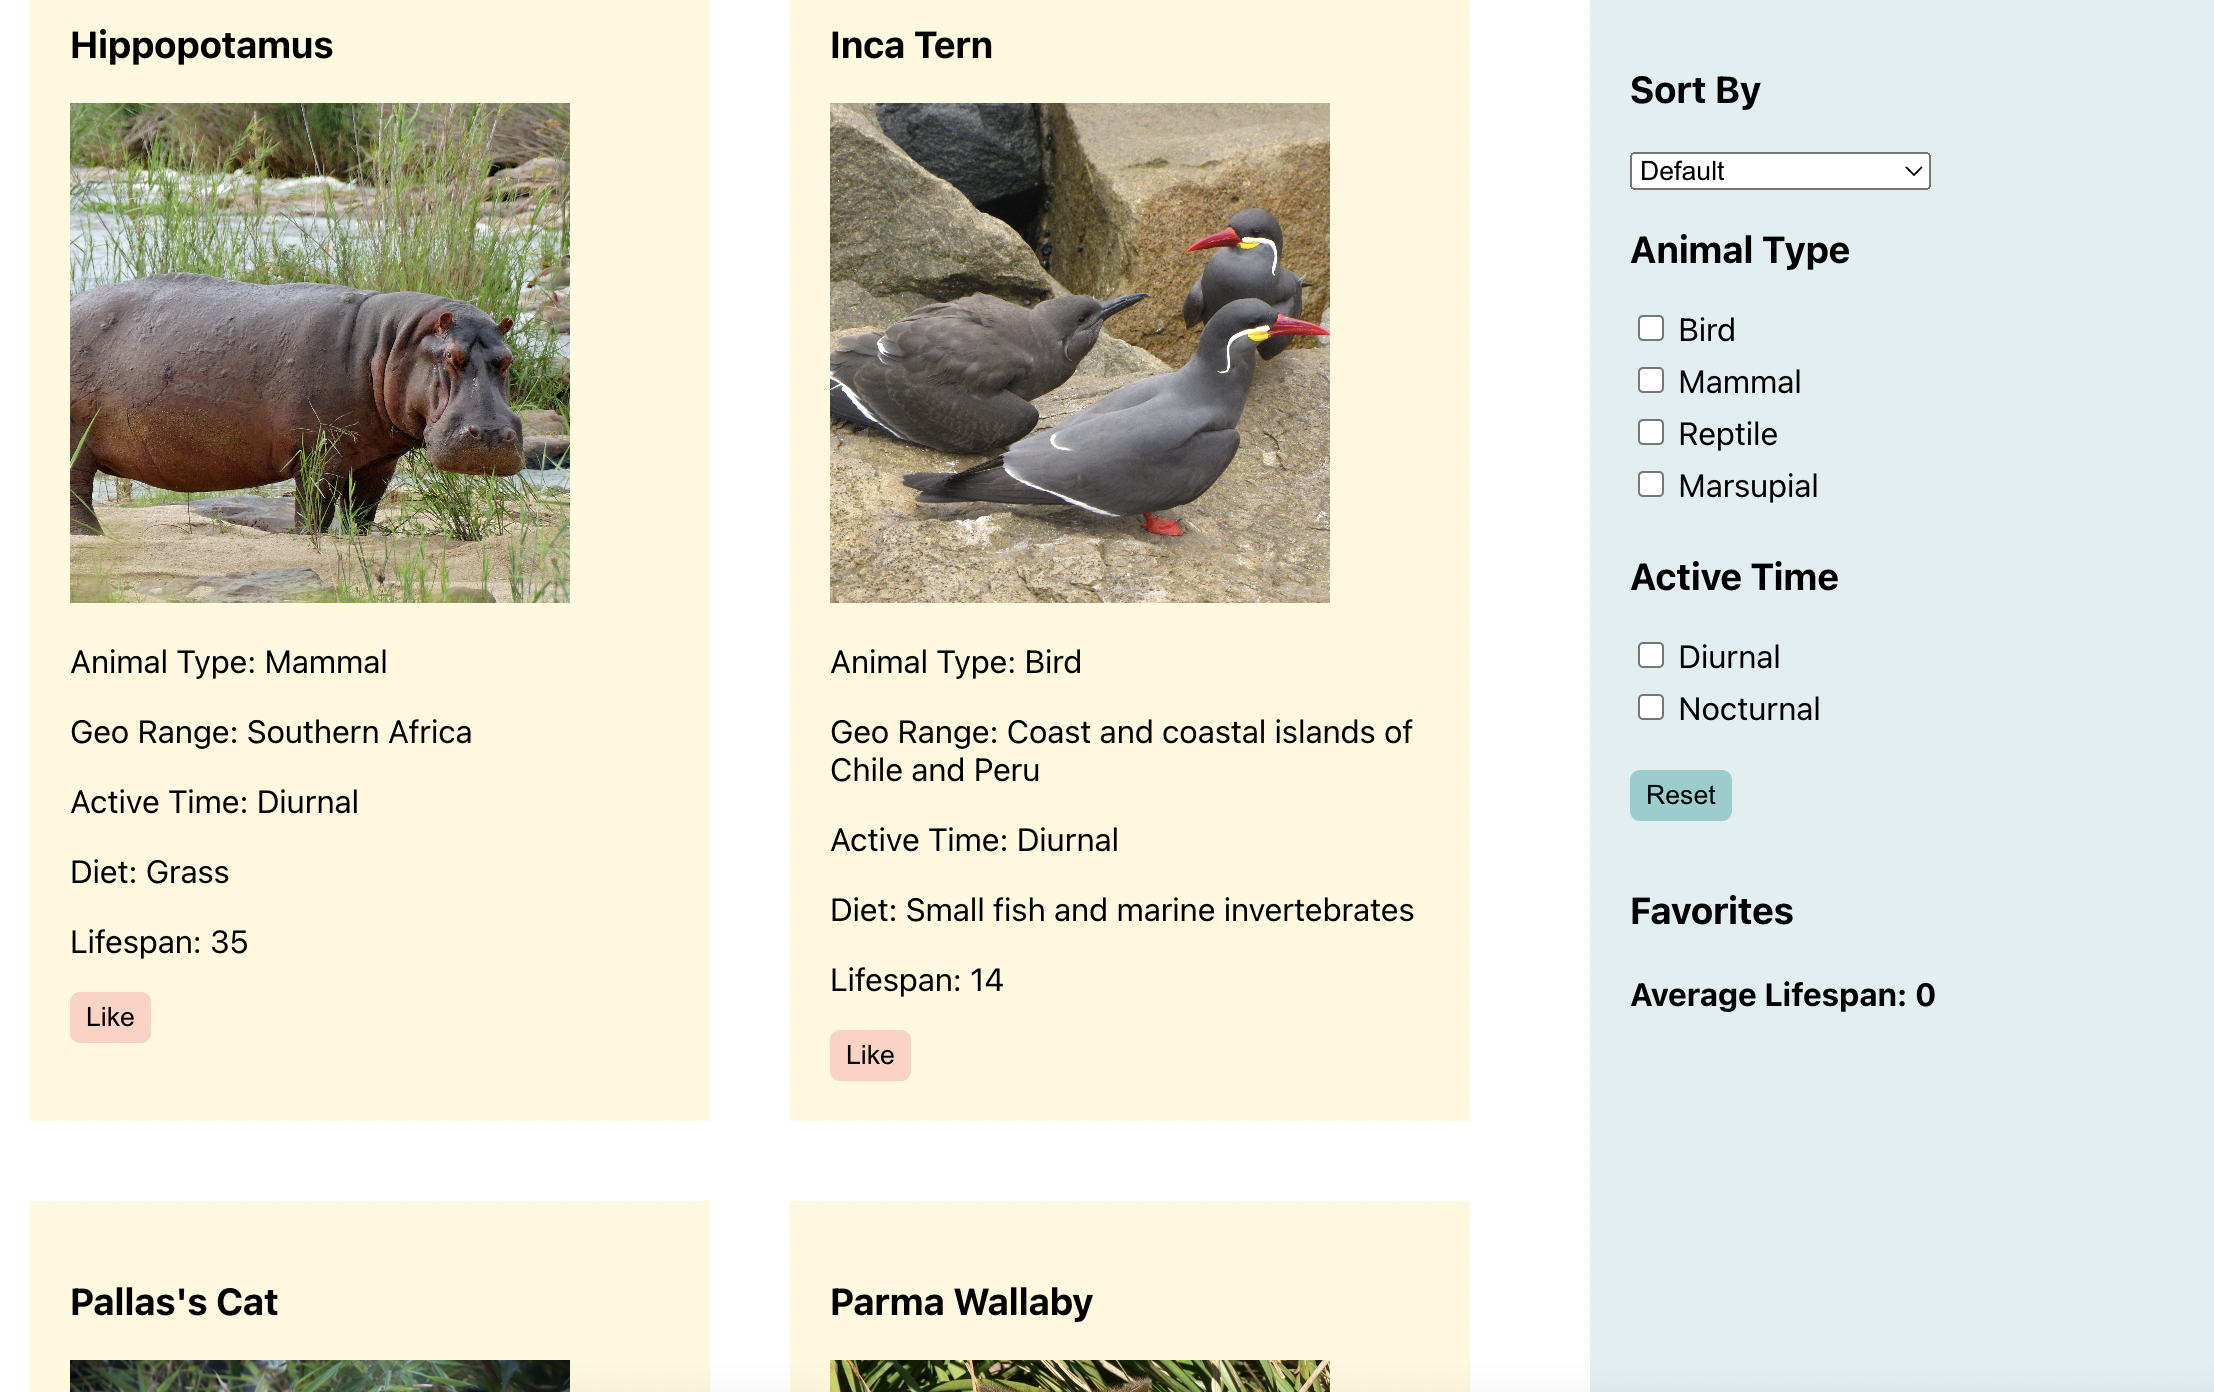 Hippopotamus
Animal Type: Mammal
Geo Range: Southern Africa
Active Time: Diurnal
Diet: Grass
Lifespan: 35
Like
Inca Tern
Animal Type: Bird
Geo Range: Coast and coastal islands of
Chile and Peru
Active Time: Diurnal
Diet: Small fish and marine invertebrates
Lifespan: 14
Like
Pallas's Cat
Parma Wallaby
Sort By
Default
Animal Type
Bird
Mammal
Reptile
Marsupial
Active Time
Diurnal
Nocturnal
Reset
Favorites
Average Lifespan: 0